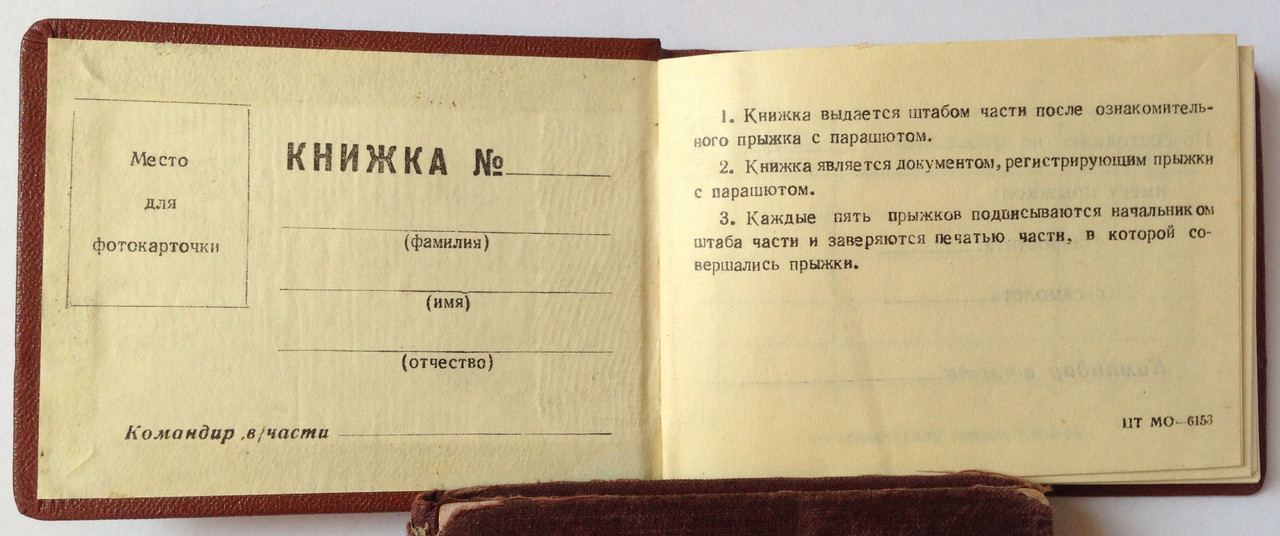 Место
для
фотокарточки
КНИЖКА №
(фамилия)
(имя)
(отчество)
Командир в/части
1. Книжка выдается штабом части после ознакомитель-
ного прыжка с парашютом.
2. Книжка является документом, регистрирующим прыжки
с парашютом.
3. Каждые пять прыжков подписываются начальником
штаба части и заверяются печатью части, в которой со-
вершались прыжки.
ЦТ МО—6153